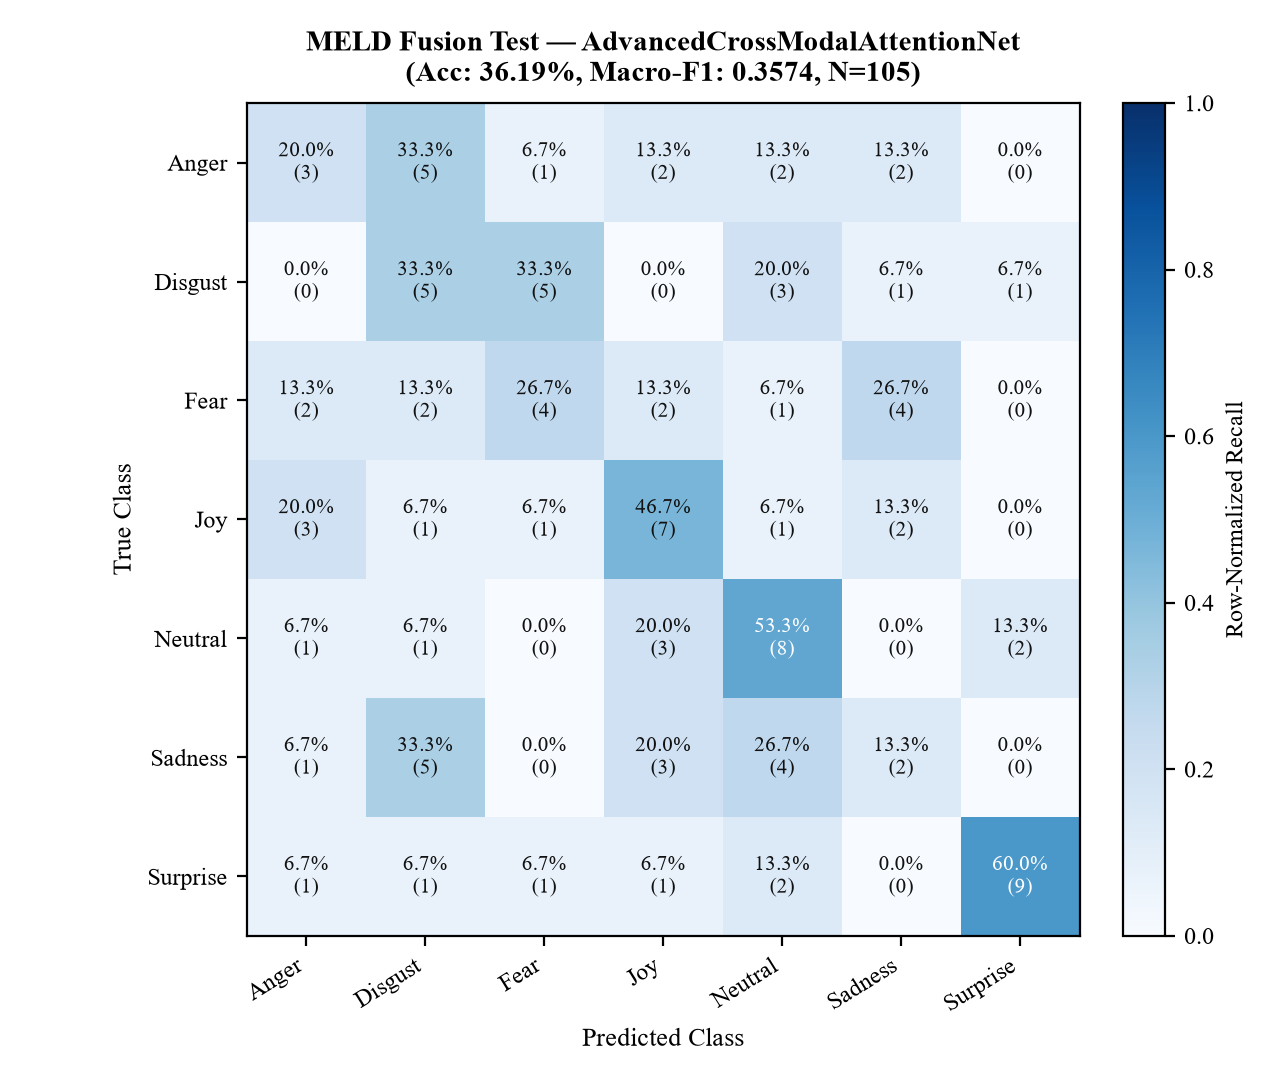 MELD Fusion Test — AdvancedCrossModalAttentionNet
(Acc: 36.19%, Macro-F1: 0.3574, N=105)
Anger 20.0% 33.3% 6.7% 13.3% 13.3% 13.3% 0.0%
(3) (5) (1) (2) (2) (2) (0)
Disgust 0.0% 33.3% 33.3% 0.0% 20.0% 6.7% 6.7%
(0) (5) (5) (0) (3) (1) (1)
Fear 13.3% 13.3% 26.7% 13.3% 6.7% 26.7% 0.0%
(2) (2) (4) (2) (1) (4) (0)
Joy 20.0% 6.7% 6.7% 46.7% 6.7% 13.3% 0.0%
(3) (1) (1) (7) (1) (2) (0)
Neutral 6.7% 6.7% 0.0% 20.0% 53.3% 0.0% 13.3%
(1) (1) (0) (3) (8) (0) (2)
Sadness 6.7% 33.3% 0.0% 20.0% 26.7% 13.3% 0.0%
(1) (5) (0) (3) (4) (2) (0)
Surprise 6.7% 6.7% 6.7% 6.7% 13.3% 0.0% 60.0%
(1) (1) (1) (1) (2) (0) (9)
Anger Disgust Fear Joy Neutral Sadness Surprise
Predicted Class
True Class
1.0
0.8
0.6
0.4
0.2
0.0
Row-Normalized Recall